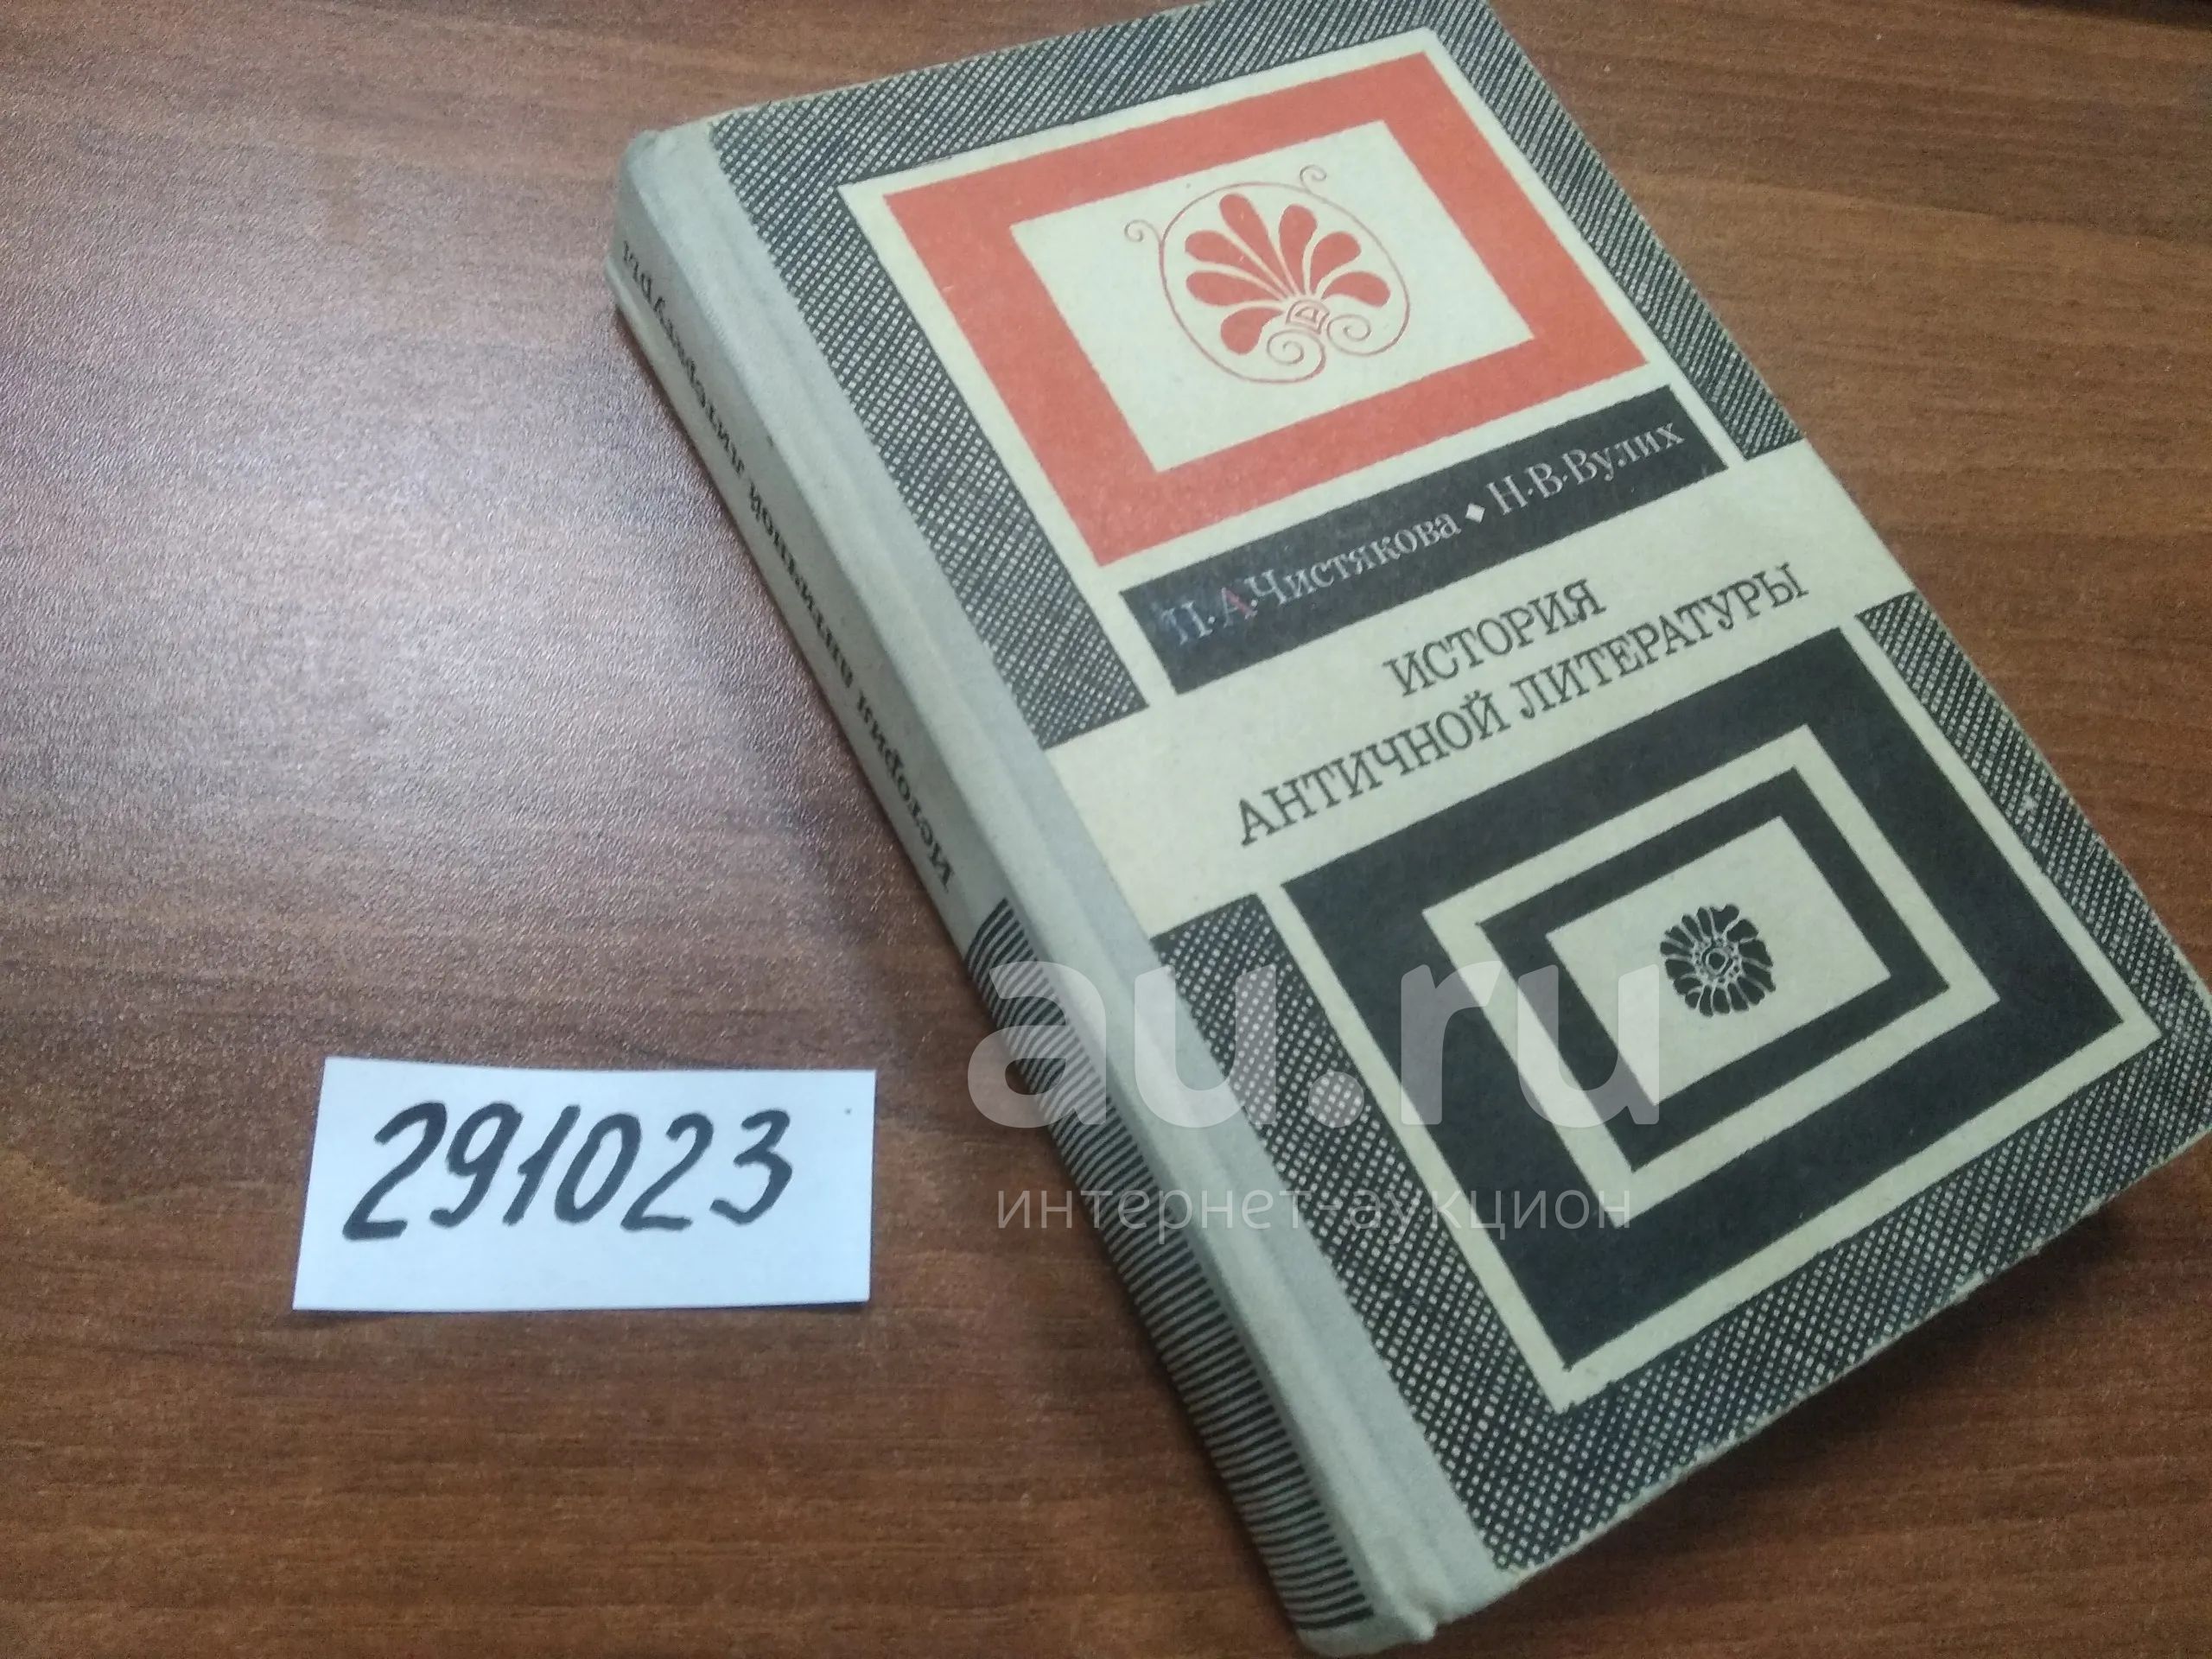 Н.А.Чистякова ◆ Н.В.Вулих
ИСТОРИЯ
АНТИЧНОЙ ЛИТЕРАТУРЫ
История античной литературы
291023
au.ru
интернет-аукцион